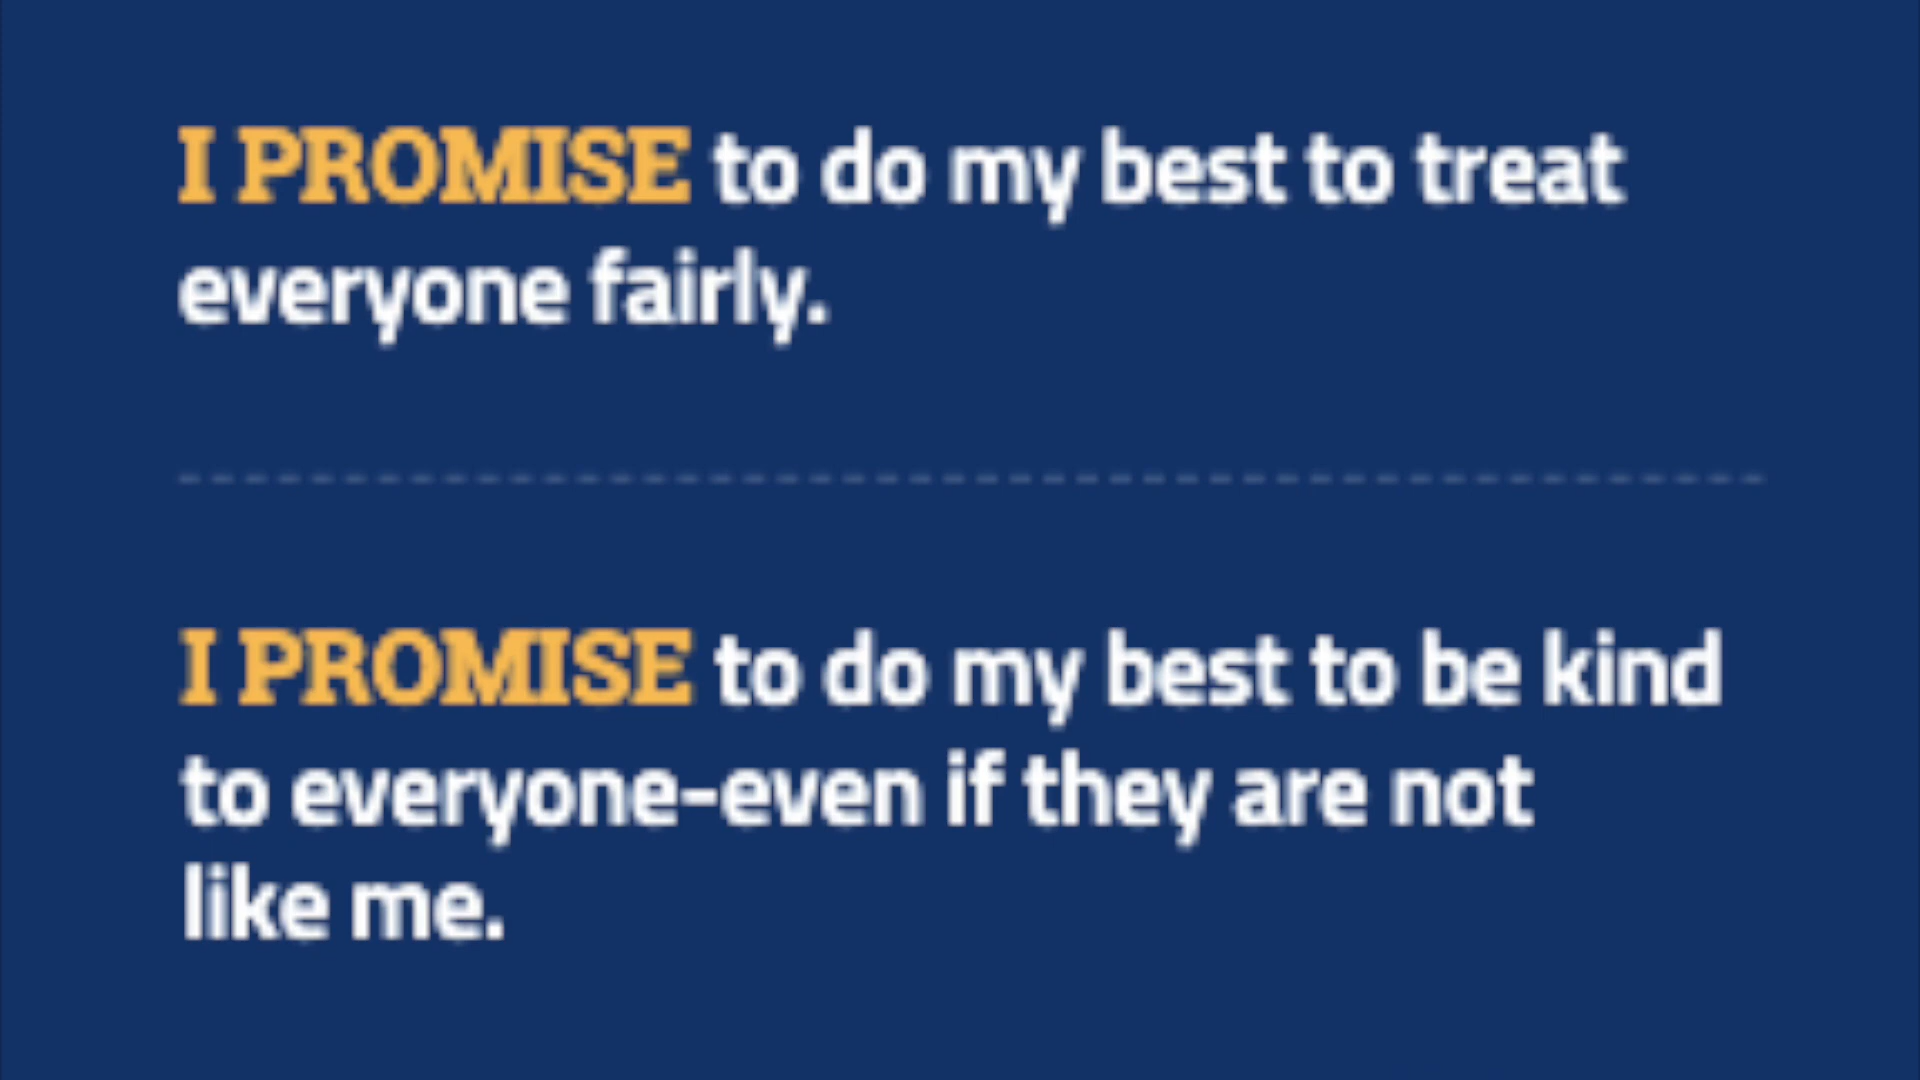 I PROMISE to do my best to treat
everyone fairly.
I PROMISE to do my best to be kind
to everyone-even if they are not
like me.